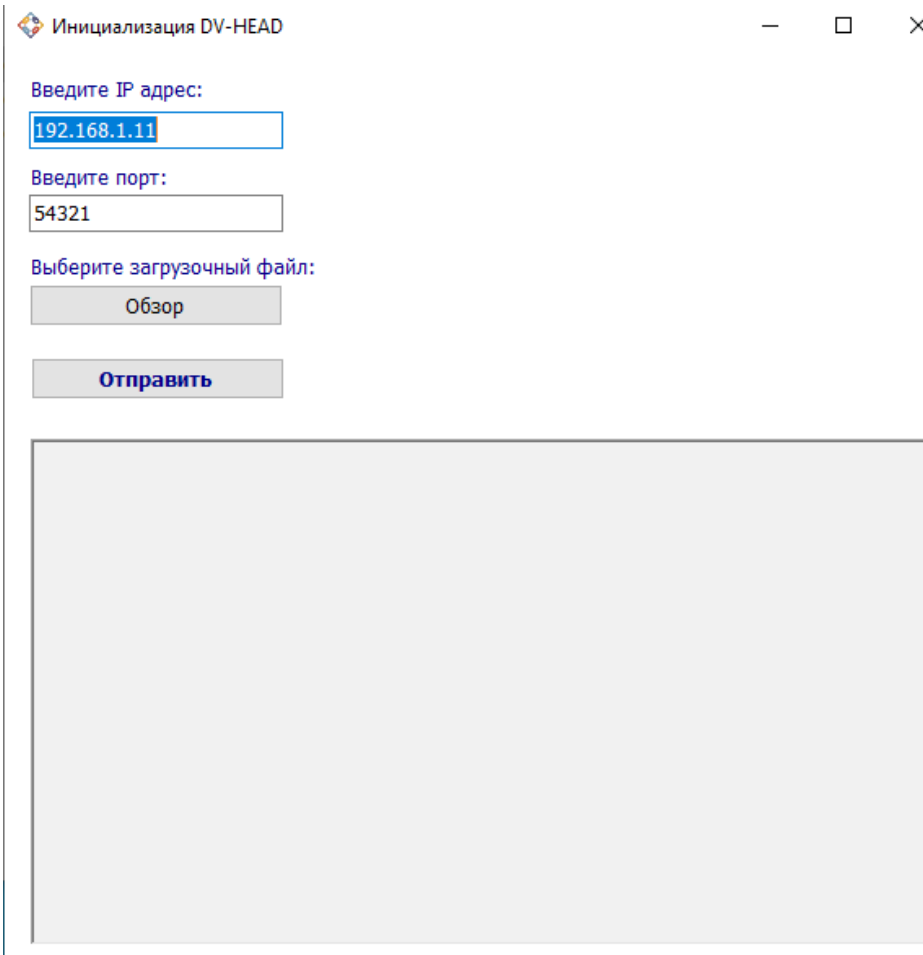 Инициализация DV-HEAD
Введите IP адрес:
192.168.1.11
Введите порт:
54321
Выберите загрузочный файл:
Обзор
Отправить